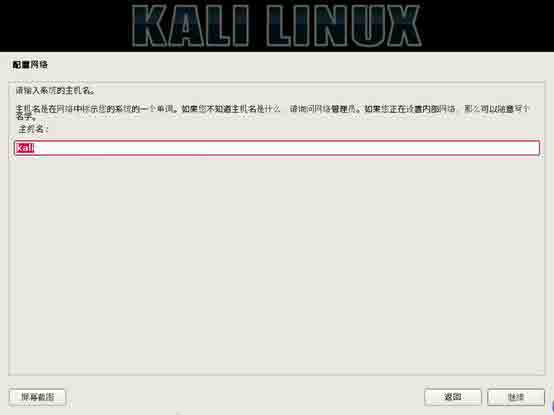 KALI LINUX
配置网络
请输入系统的主机名。
主机名是在网络中标示您的系统的一个单词。如果您不知道主机名是什么，请询问网络管理员。如果您正在设置内部网络，那么可以随意写个
名字。
主机名：
kali
屏幕截图
返回
继续